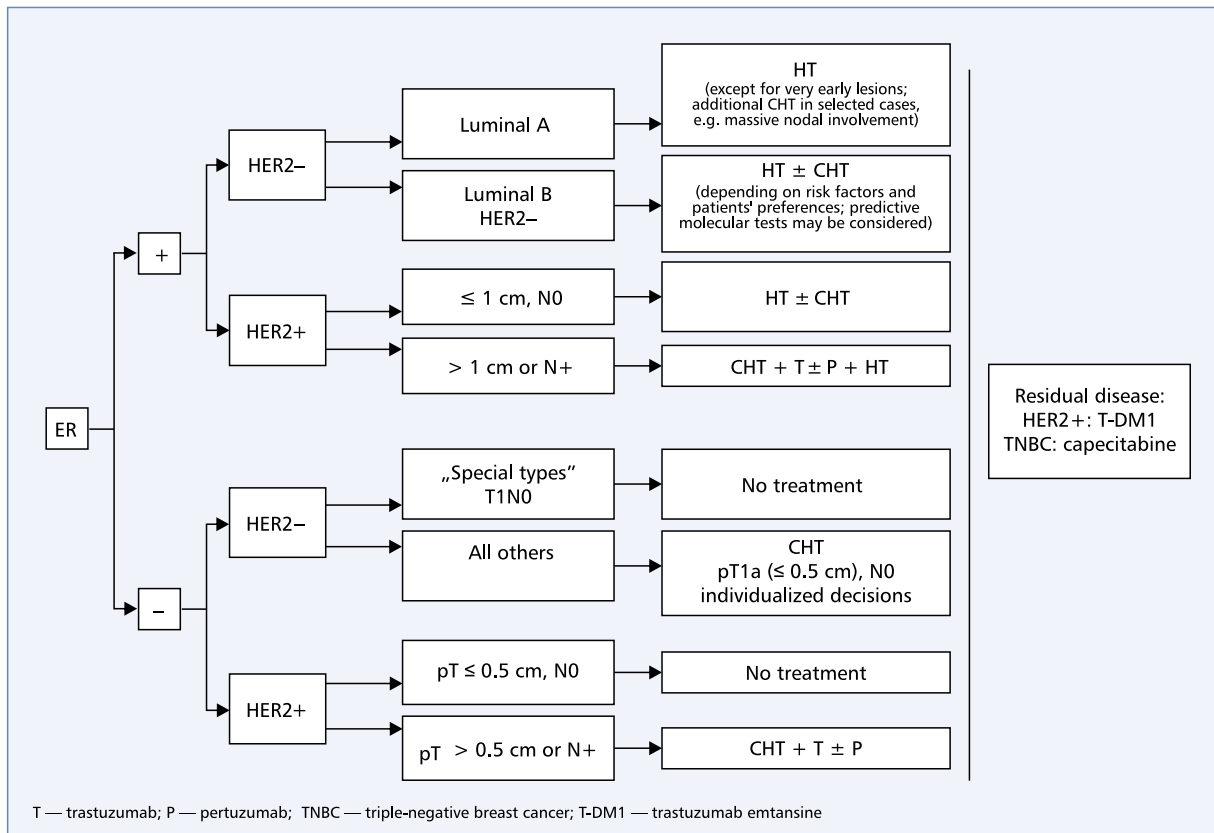 HT
(except for very early lesions;
additional CHT in selected cases,
e.g. massive nodal involvement)
Luminal A
HER2−
HT ± CHT
(depending on risk factors and
patients' preferences; predictive
molecular tests may be considered)
Luminal B
HER2−
+
≤ 1 cm, N0
HT ± CHT
HER2+
> 1 cm or N+
CHT + T ± P + HT
ER
Residual disease:
HER2+: T-DM1
TNBC: capecitabine
„Special types"
T1N0
No treatment
HER2−
All others
CHT
pT1a (≤ 0.5 cm), N0
individualized decisions
−
pT ≤ 0.5 cm, N0
No treatment
HER2+
pT > 0.5 cm or N+
CHT + T ± P
T — trastuzumab; P — pertuzumab; TNBC — triple-negative breast cancer; T-DM1 — trastuzumab emtansine